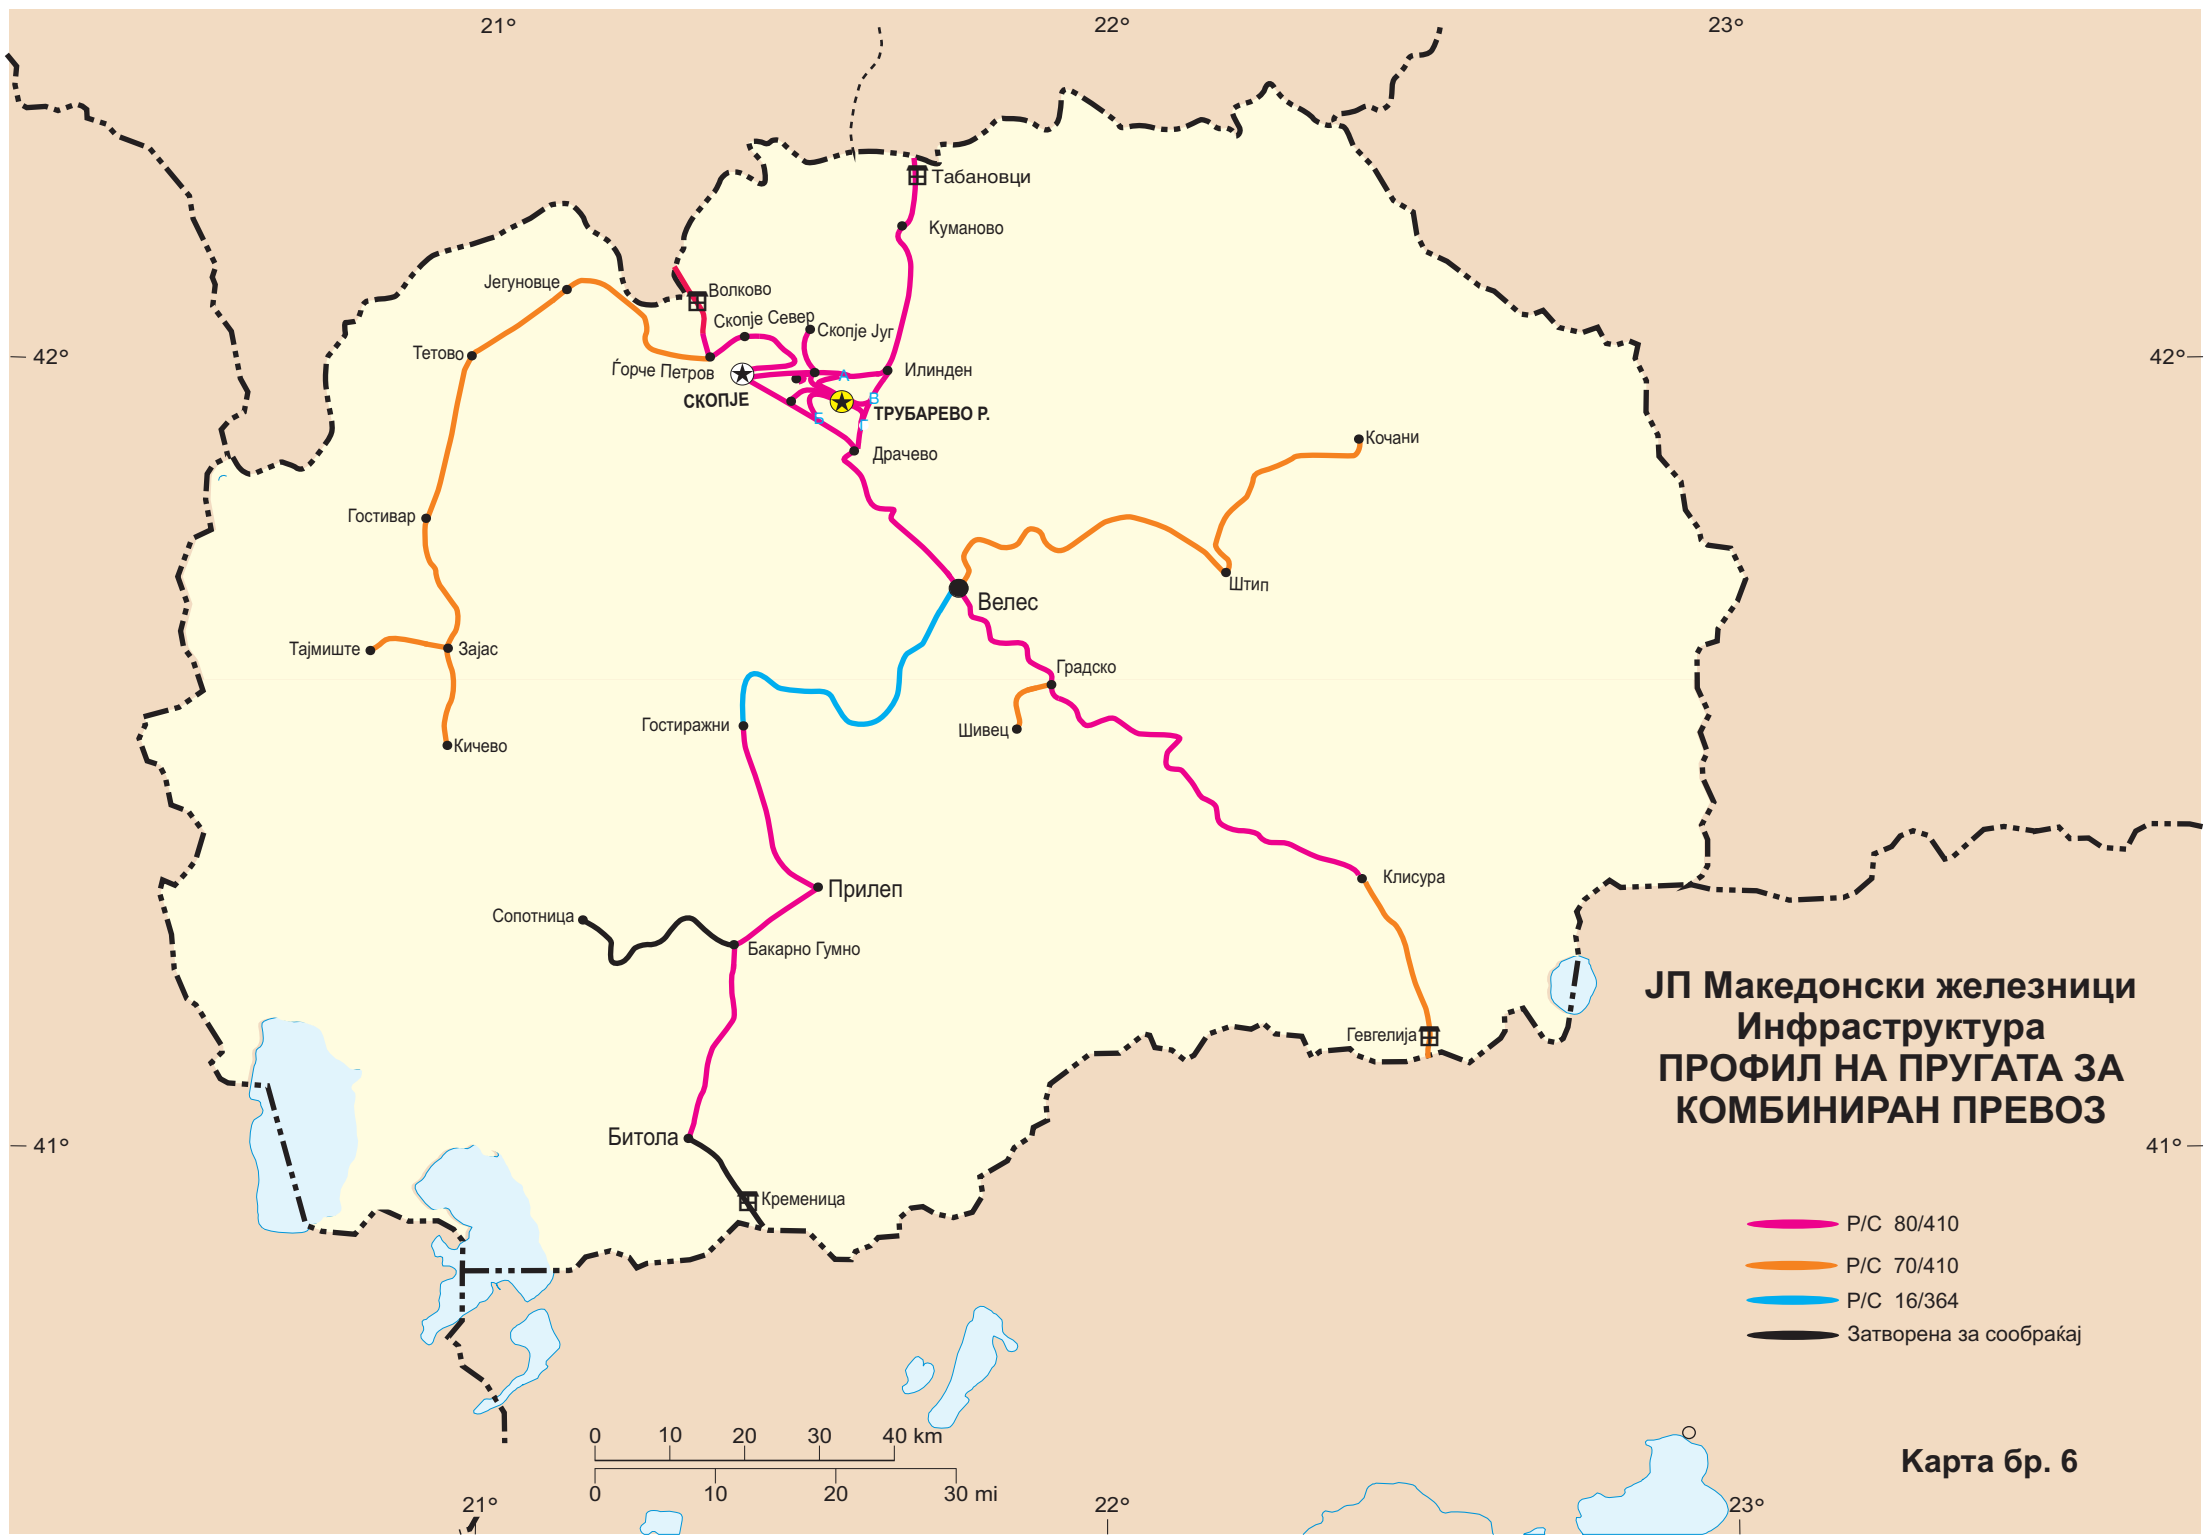 21° 22° 23°
Табановци
Куманово
Јегуновце
Волково
Скопје Север
Скопје Југ
42°
Тетово
Ѓорче Петров
А
Илинден
42°
СКОПЈЕ
В
Б
Г
ТРУБАРЕВО Р.
Драчево
Кочани
Гостивар
Штип
Велес
Тајмиште
Зајас
Градско
Гостиражни
Шивец
Кичево
Клисура
Прилеп
Сопотница
Бакарно Гумно
ЈП Македонски железници
Инфраструктура
ПРОФИЛ НА ПРУГАТА ЗА
КОМБИНИРАН ПРЕВОЗ
Гевгелија
41°
Битола
41°
Кременица
Р/С 80/410
Р/С 70/410
Р/С 16/364
Затворена за сообраќај
0 10 20 30 40 km
0 10 20 30 mi
Карта бр. 6
21° 22° 23°